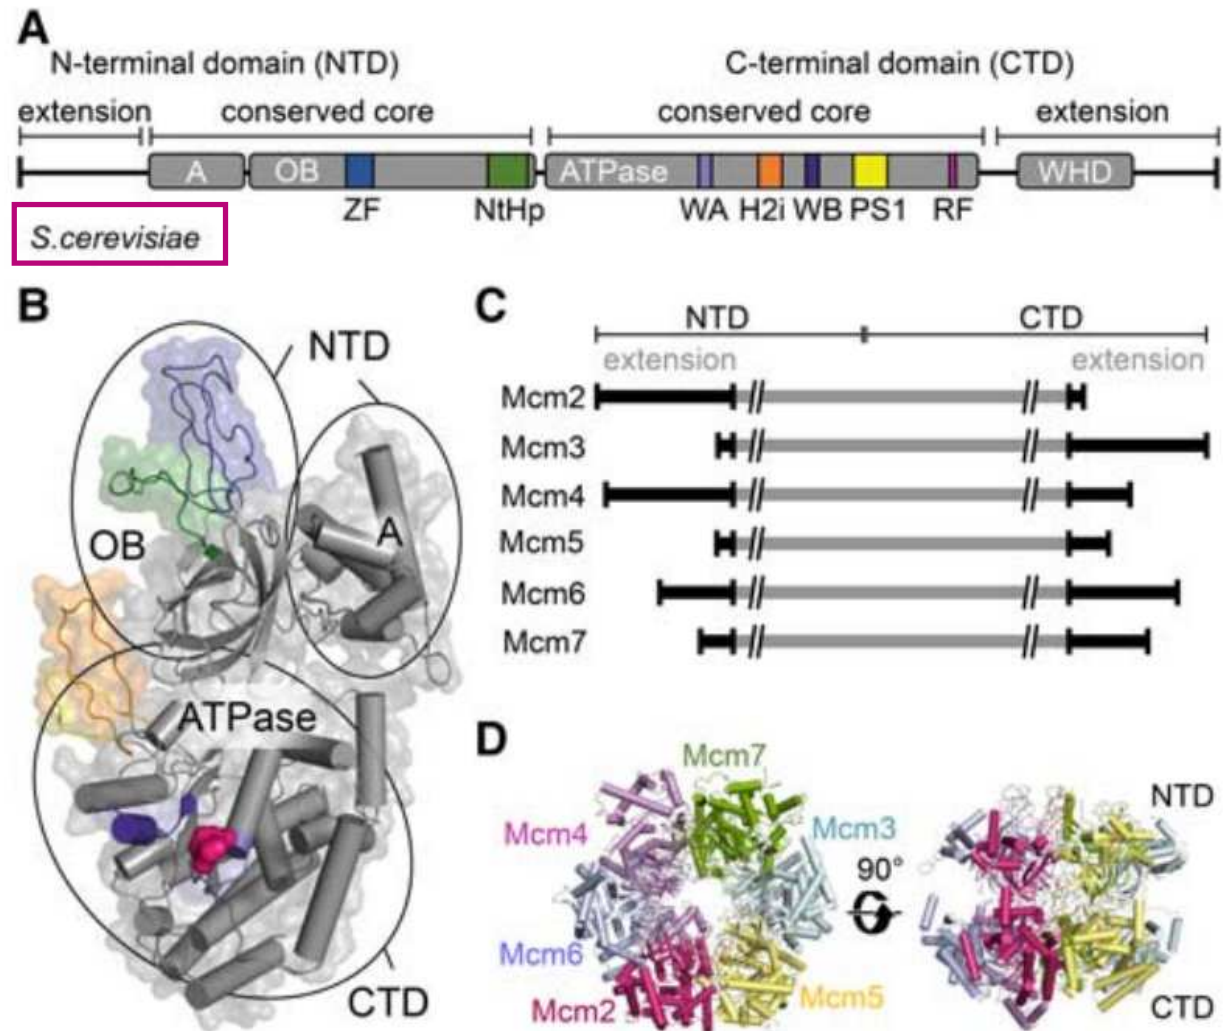 A
N-terminal domain (NTD) C-terminal domain (CTD)
extension conserved core conserved core extension
A OB ATPase WHD
ZF NtHp WA H2i WB PS1 RF
S.cerevisiae
B
NTD
OB
A
ATPase
CTD
C
NTD CTD
extension extension
Mcm2
Mcm3
Mcm4
Mcm5
Mcm6
Mcm7
D
Mcm7
Mcm4
Mcm3
Mcm6
Mcm2
Mcm5
90°
NTD
CTD